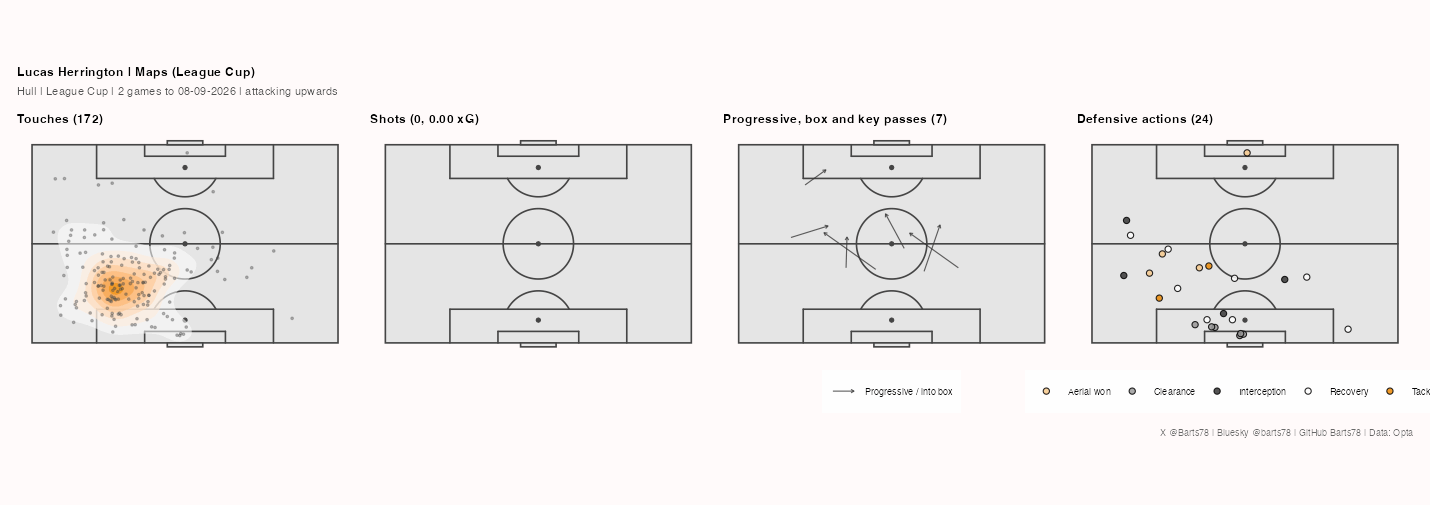 Lucas Herrington | Maps (League Cup)
Hull | League Cup | 2 games to 08-09-2026 | attacking upwards
Touches (172)
Shots (0, 0.00 xG)
Progressive, box and key passes (7)
Defensive actions (24)
Progressive / into box
Aerial won
Clearance
Interception
Recovery
Tack
X @Barts78 | Bluesky @barts78 | GitHub Barts78 | Data: Opta